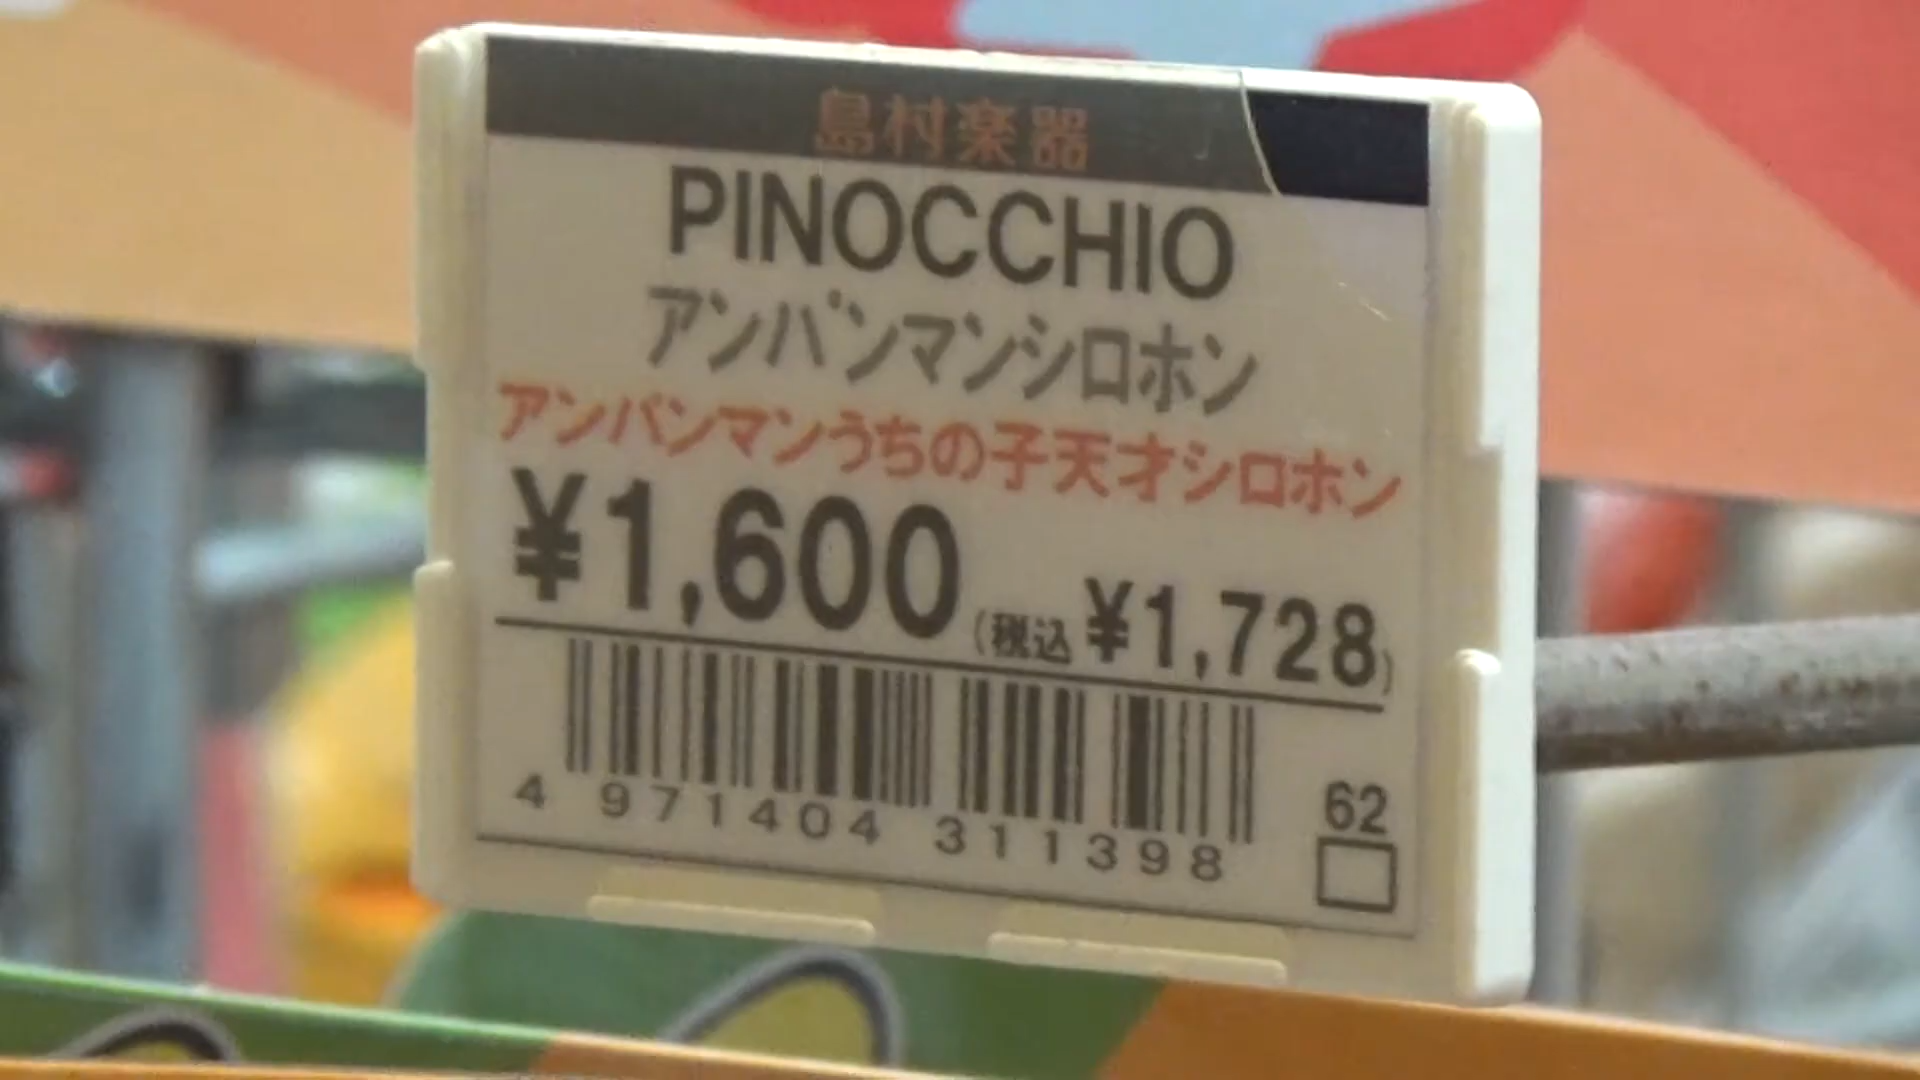 島村楽器
PINOCCHIO
アンパンマンシロホン
アンパンマンうちの子天才シロホン
¥1,600 (税込 ¥1,728)
4 971404 311398
62